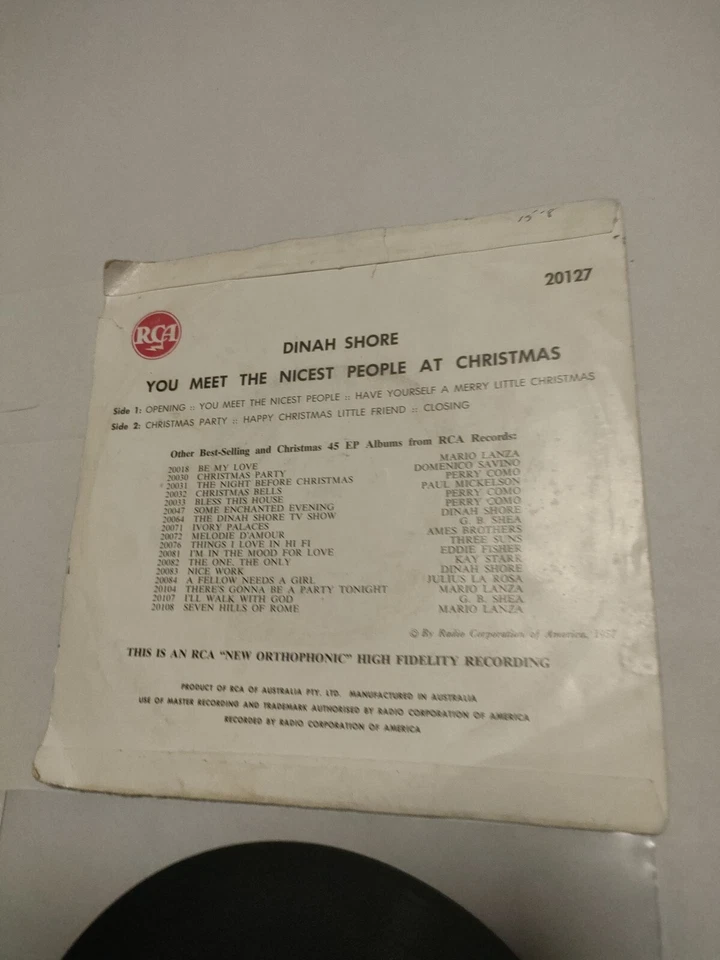 20127
RCA
DINAH SHORE
YOU MEET THE NICEST PEOPLE AT CHRISTMAS
Side 1: OPENING :: YOU MEET THE NICEST PEOPLE :: HAVE YOURSELF A MERRY LITTLE CHRISTMAS
Side 2: CHRISTMAS PARTY :: HAPPY CHRISTMAS LITTLE FRIEND :: CLOSING
Other Best-Selling and Christmas 45 EP Albums from RCA Records:
20018 BE MY LOVE MARIO LANZA
20030 CHRISTMAS PARTY DOMENICO SAVINO
20031 THE NIGHT BEFORE CHRISTMAS PERRY COMO
20032 CHRISTMAS BELLS PAUL MICKELSON
20033 BLESS THIS HOUSE PERRY COMO
20047 SOME ENCHANTED EVENING PERRY COMO
20064 THE DINAH SHORE TV SHOW DINAH SHORE
20071 IVORY PALACES G. B. SHEA
20072 MELODIE D'AMOUR AMES BROTHERS
20076 THINGS I LOVE IN HI FI THREE SUNS
20081 I'M IN THE MOOD FOR LOVE EDDIE FISHER
20082 THE ONE, THE ONLY KAY STARR
20083 NICE WORK DINAH SHORE
20084 A FELLOW NEEDS A GIRL JULIUS LA ROSA
20104 THERE'S GONNA BE A PARTY TONIGHT MARIO LANZA
20107 I'LL WALK WITH GOD G. B. SHEA
20108 SEVEN HILLS OF ROME MARIO LANZA
© By Radio Corporation of America, 1957
THIS IS AN RCA "NEW ORTHOPHONIC" HIGH FIDELITY RECORDING
PRODUCT OF RCA OF AUSTRALIA PTY. LTD. MANUFACTURED IN AUSTRALIA
USE OF MASTER RECORDING AND TRADEMARK AUTHORISED BY RADIO CORPORATION OF AMERICA
RECORDED BY RADIO CORPORATION OF AMERICA